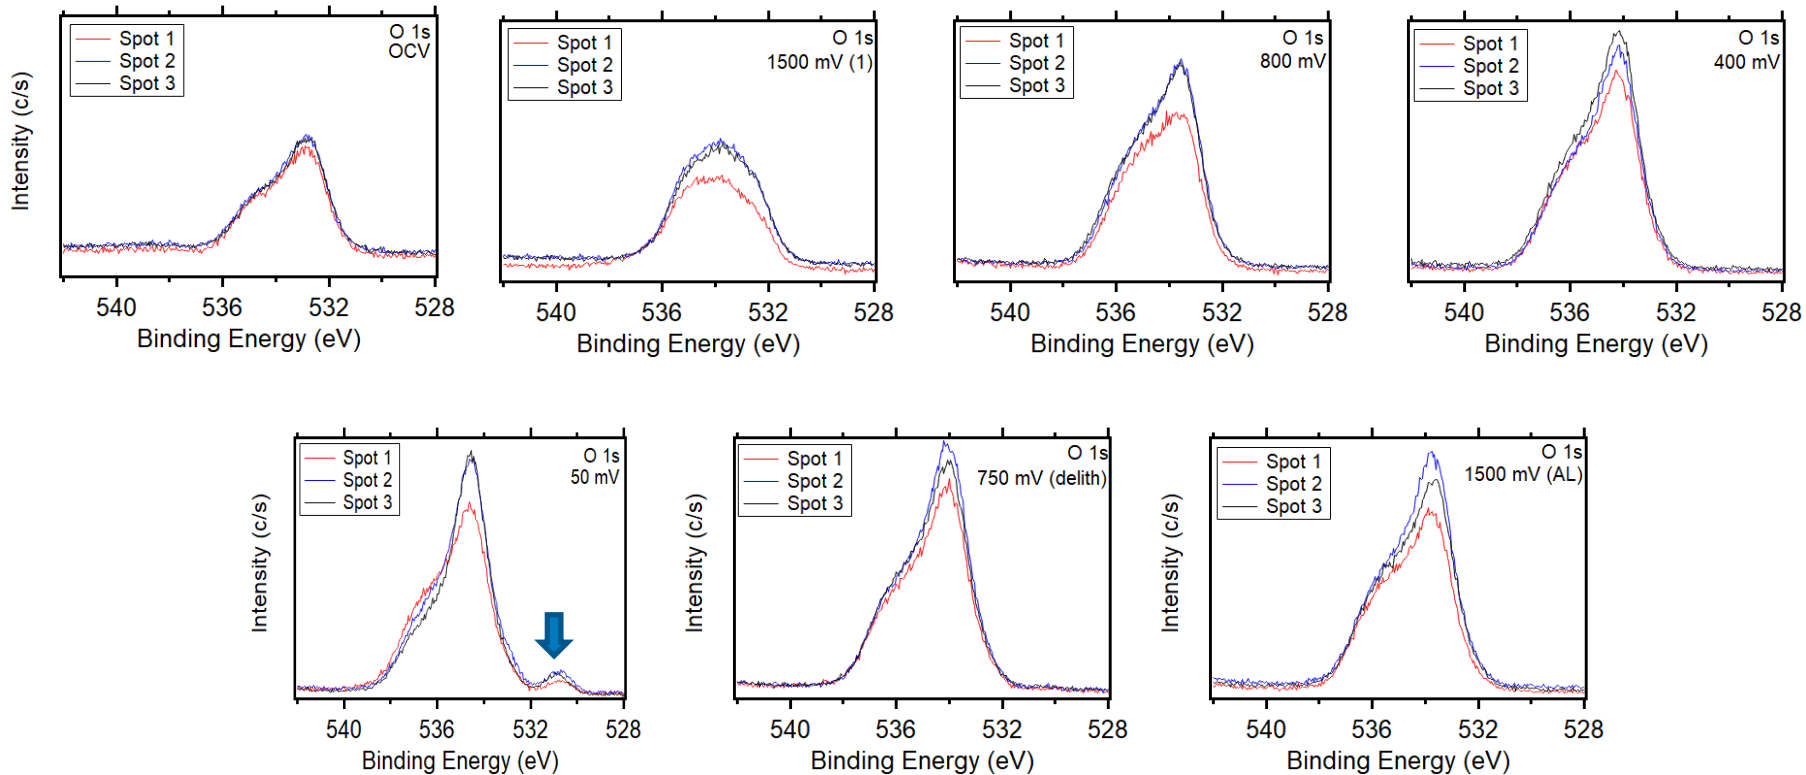 Spot 1
Spot 2
Spot 3
O 1s
OCV
Intensity (c/s)
540
536
532
528
Binding Energy (eV)
Spot 1
Spot 2
Spot 3
O 1s
1500 mV (1)
540
536
532
528
Binding Energy (eV)
Spot 1
Spot 2
Spot 3
O 1s
800 mV
540
536
532
528
Binding Energy (eV)
Spot 1
Spot 2
Spot 3
O 1s
400 mV
540
536
532
528
Binding Energy (eV)
Spot 1
Spot 2
Spot 3
O 1s
50 mV
Intensity (c/s)
540
536
532
528
Binding Energy (eV)
Spot 1
Spot 2
Spot 3
O 1s
750 mV (delith)
Intensity (c/s)
540
536
532
528
Binding Energy (eV)
Spot 1
Spot 2
Spot 3
O 1s
1500 mV (AL)
Intensity (c/s)
540
536
532
528
Binding Energy (eV)